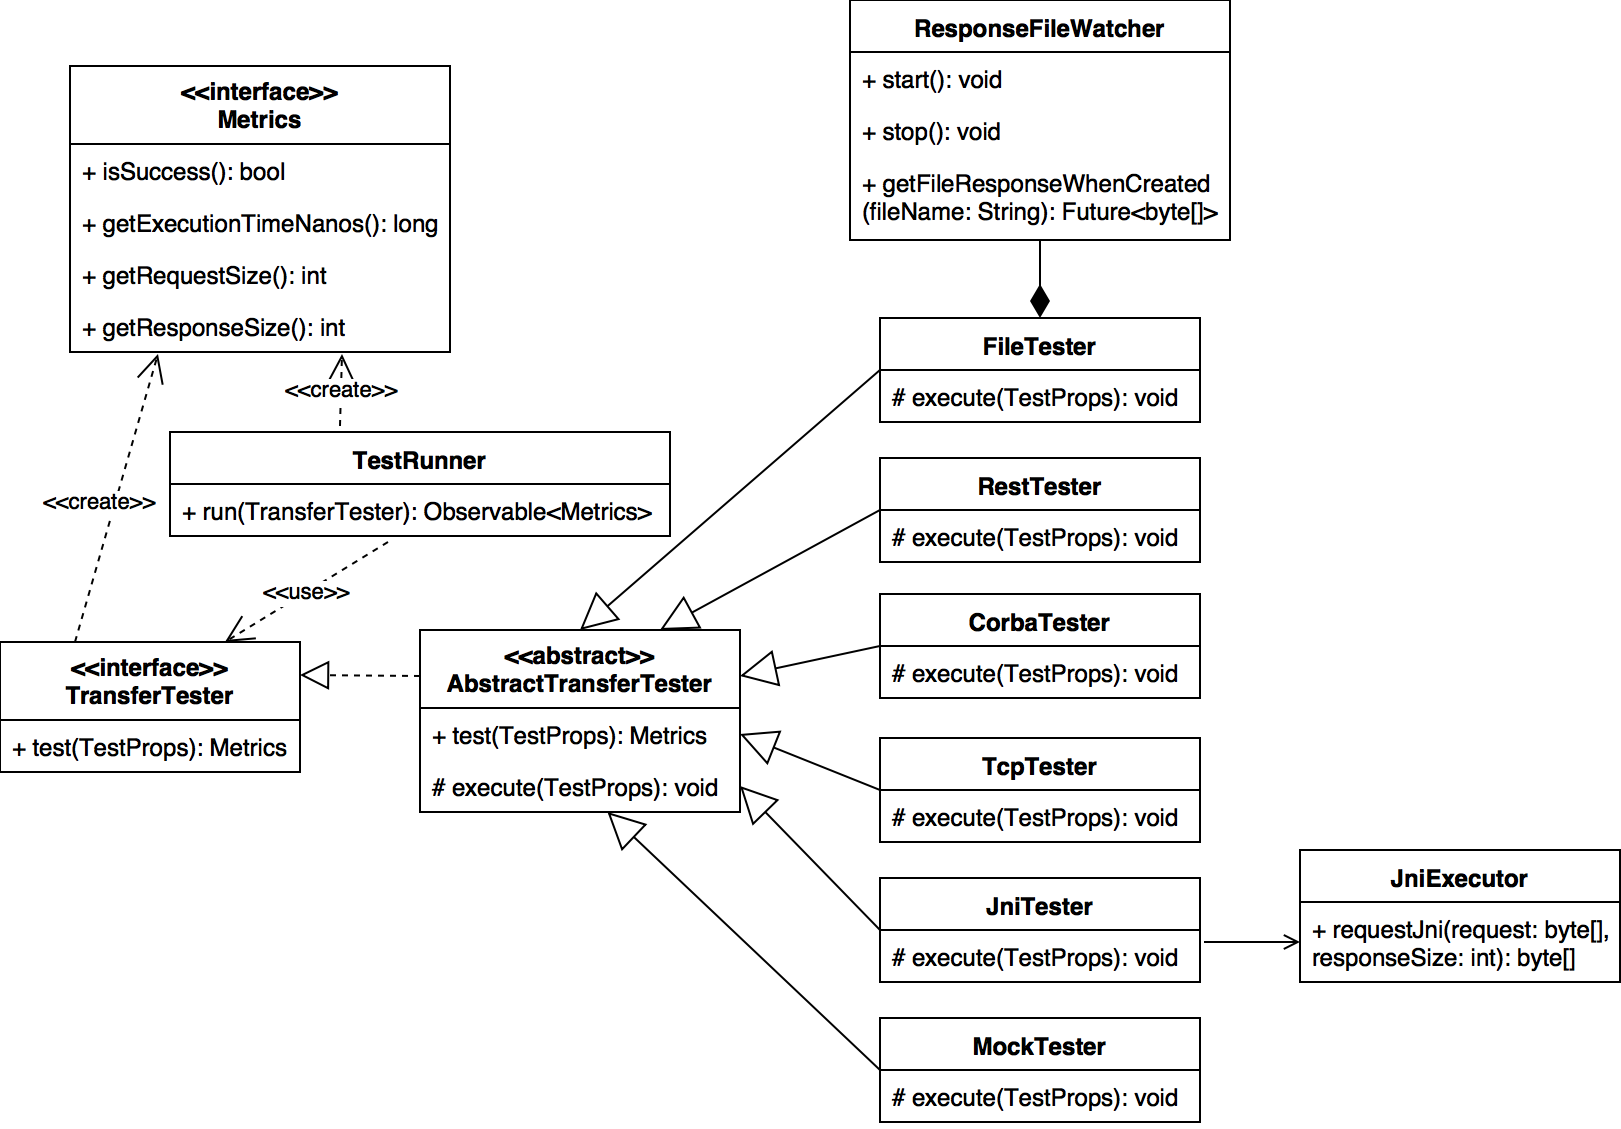 ResponseFileWatcher
+ start(): void
+ stop(): void
+ getFileResponseWhenCreated
(fileName: String): Future<byte[]>
<<interface>>
Metrics
+ isSuccess(): bool
+ getExecutionTimeNanos(): long
+ getRequestSize(): int
+ getResponseSize(): int
<<create>>
<<create>>
TestRunner
+ run(TransferTester): Observable<Metrics>
<<use>>
<<interface>>
TransferTester
+ test(TestProps): Metrics
<<abstract>>
AbstractTransferTester
+ test(TestProps): Metrics
# execute(TestProps): void
FileTester
# execute(TestProps): void
RestTester
# execute(TestProps): void
CorbaTester
# execute(TestProps): void
TcpTester
# execute(TestProps): void
JniTester
# execute(TestProps): void
JniExecutor
+ requestJni(request: byte[],
responseSize: int): byte[]
MockTester
# execute(TestProps): void